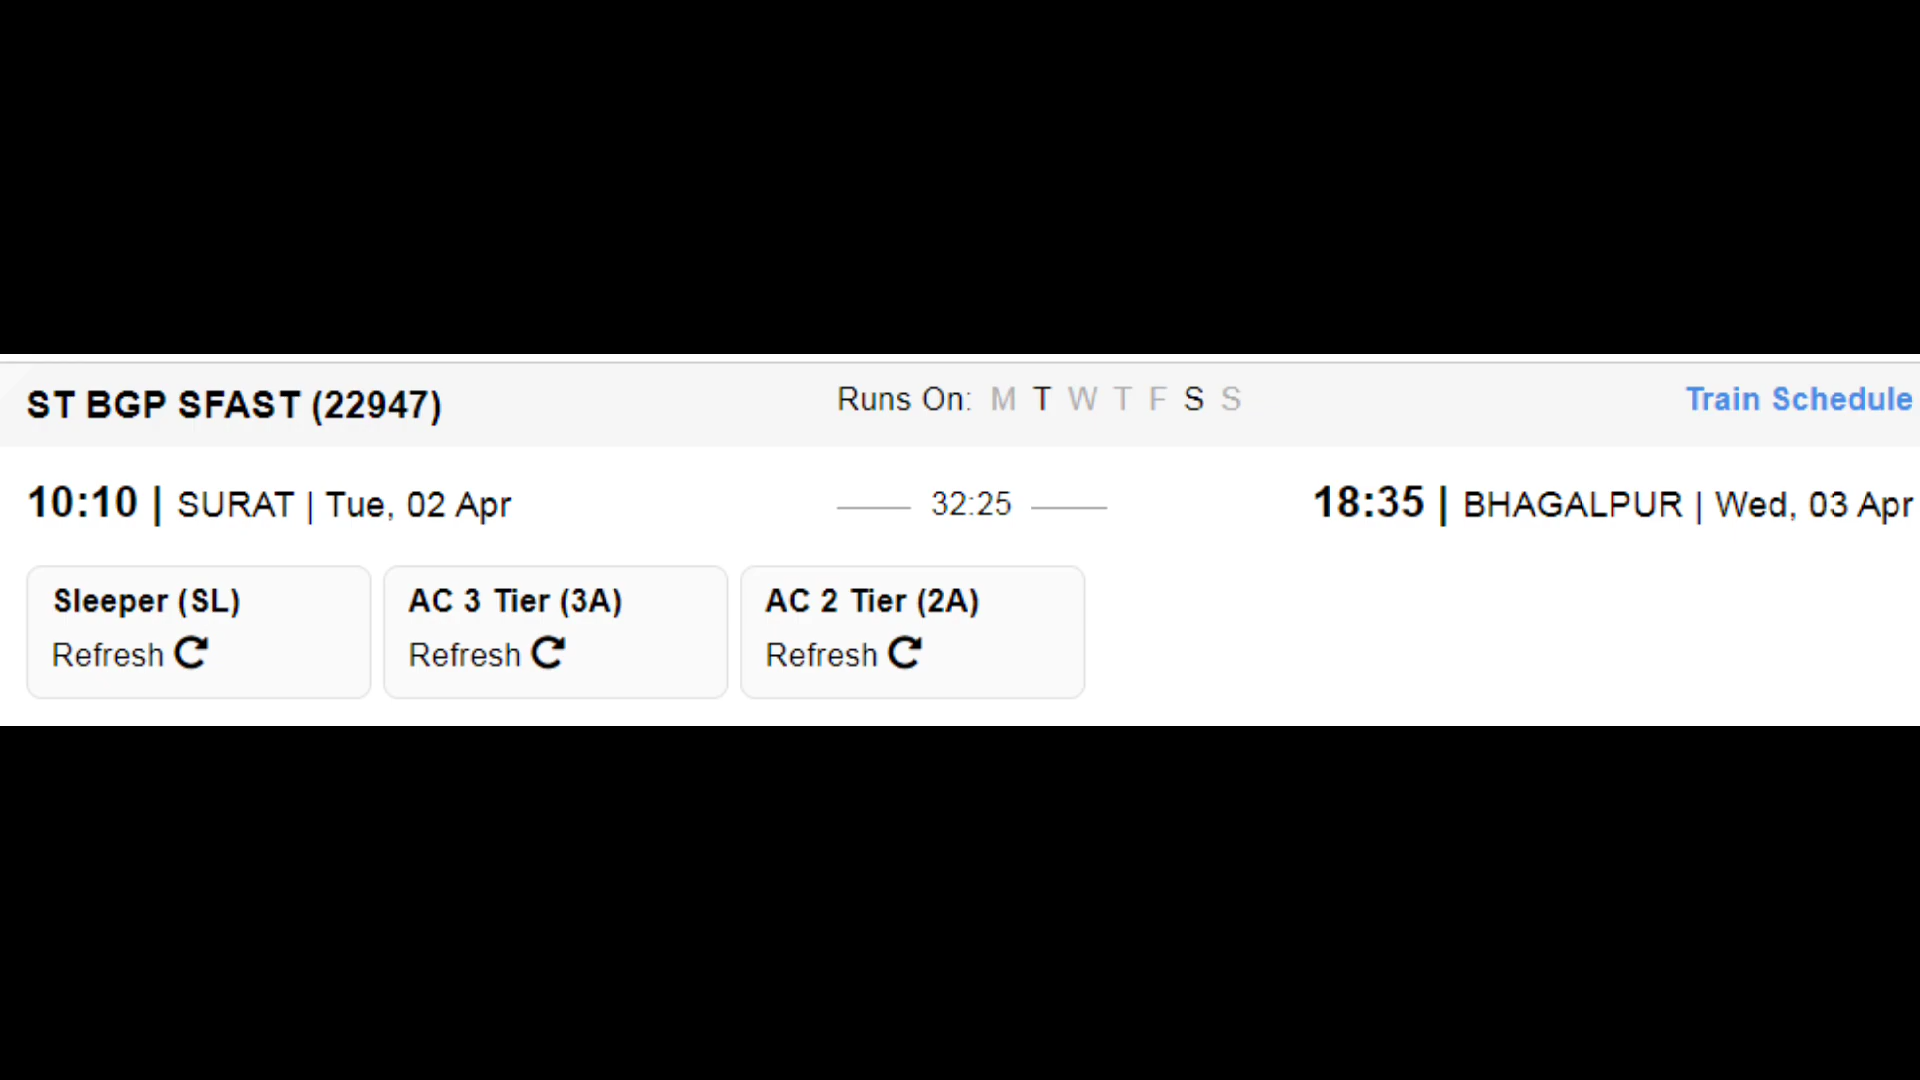 ST BGP SFAST (22947) Runs On: M T W T F S S Train Schedule
10:10 | SURAT | Tue, 02 Apr 32:25 18:35 | BHAGALPUR | Wed, 03 Apr
Sleeper (SL) AC 3 Tier (3A) AC 2 Tier (2A)
Refresh Refresh Refresh